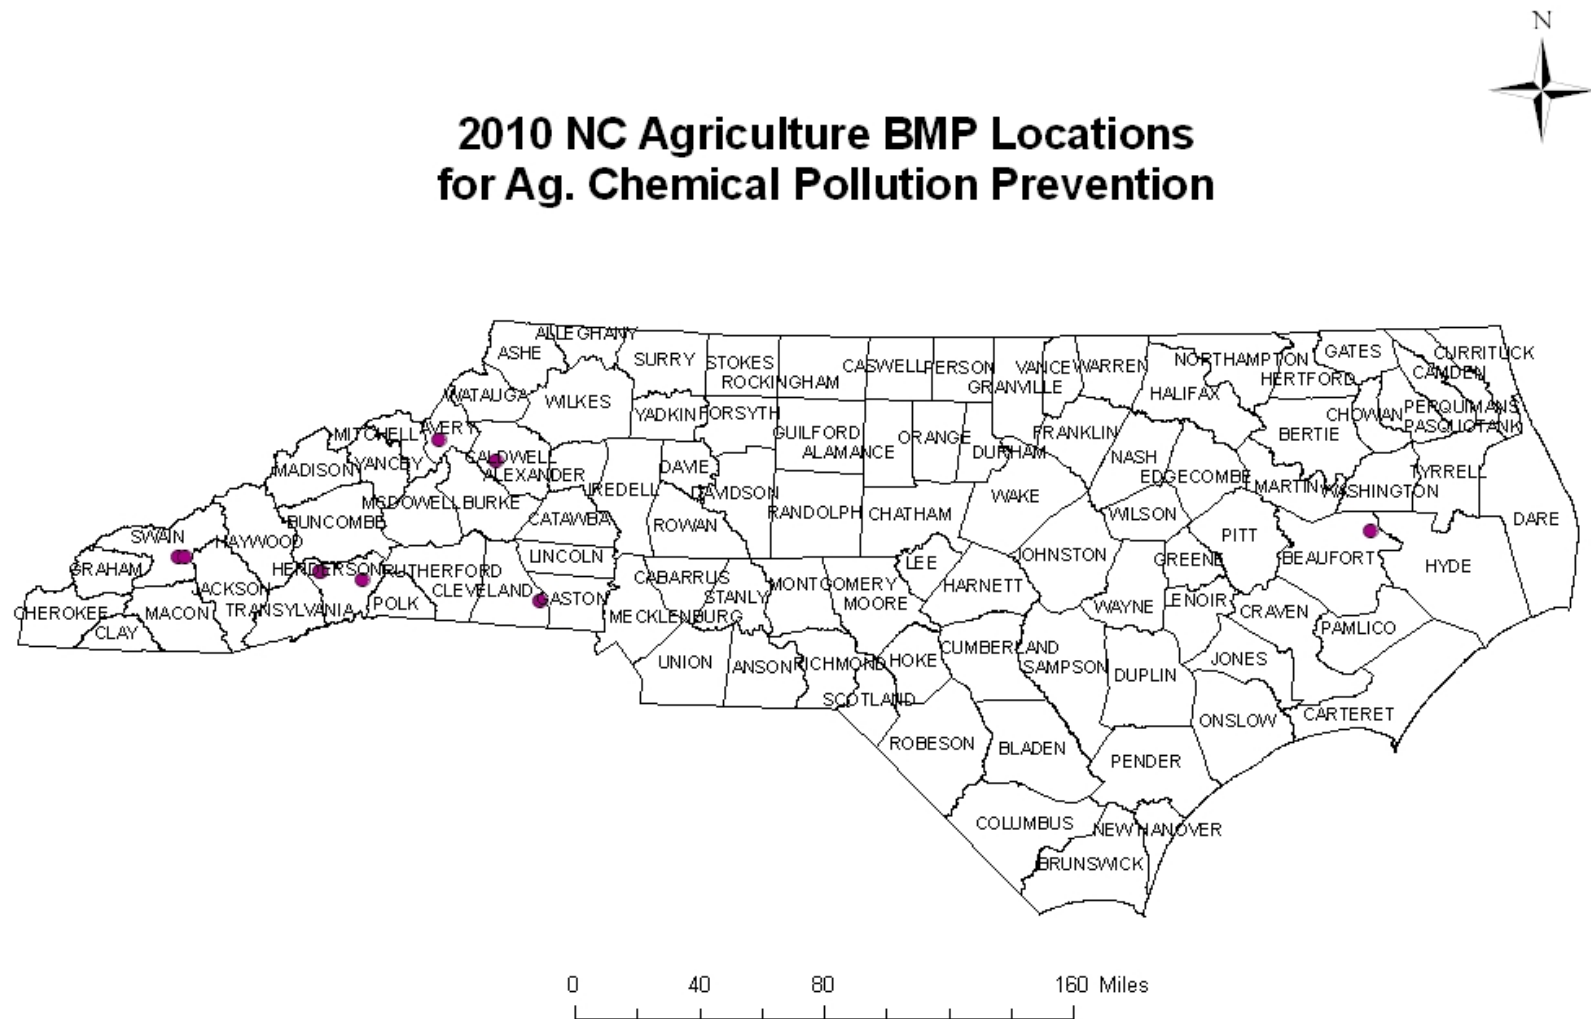 N
2010 NC Agriculture BMP Locations
for Ag. Chemical Pollution Prevention
ALLEGHANY
ASHE
SURRY
STOKES
ROCKINGHAM
CASWELL
PERSON
GRANVILLE
VANCE
WARREN
NORTHAMPTON
HALIFAX
HERTFORD
GATES
CURRITUCK
CAMDEN
WATAUGA
WILKES
YADKIN
FORSYTH
GUILFORD
ALAMANCE
ORANGE
DURHAM
FRANKLIN
BERTIE
CHOWAN
PERQUIMANS
PASQUOTANK
MITCHELL
AVERY
CALDWELL
ALEXANDER
MADISON
YANCEY
IREDELL
DAVIE
DAVIDSON
NASH
EDGECOMBE
MARTIN
WASHINGTON
TYRRELL
MCDOWELL
BURKE
BUNCOMBE
CATAWBA
ROWAN
RANDOLPH
CHATHAM
WAKE
WILSON
PITT
DARE
SWAIN
HAYWOOD
LINCOLN
LEE
JOHNSTON
GREENE
BEAUFORT
HYDE
GRAHAM
JACKSON
HENDERSON
RUTHERFORD
CLEVELAND
GASTON
CABARRUS
STANLY
MONTGOMERY
MOORE
HARNETT
WAYNE
LENOIR
CRAVEN
CHEROKEE
MACON
TRANSYLVANIA
POLK
MECKLENBURG
PAMLICO
CLAY
UNION
ANSON
RICHMOND
HOKE
CUMBERLAND
SAMPSON
DUPLIN
JONES
SCOTLAND
ROBESON
BLADEN
PENDER
ONSLOW
CARTERET
COLUMBUS
NEW HANOVER
BRUNSWICK
0 40 80 160 Miles